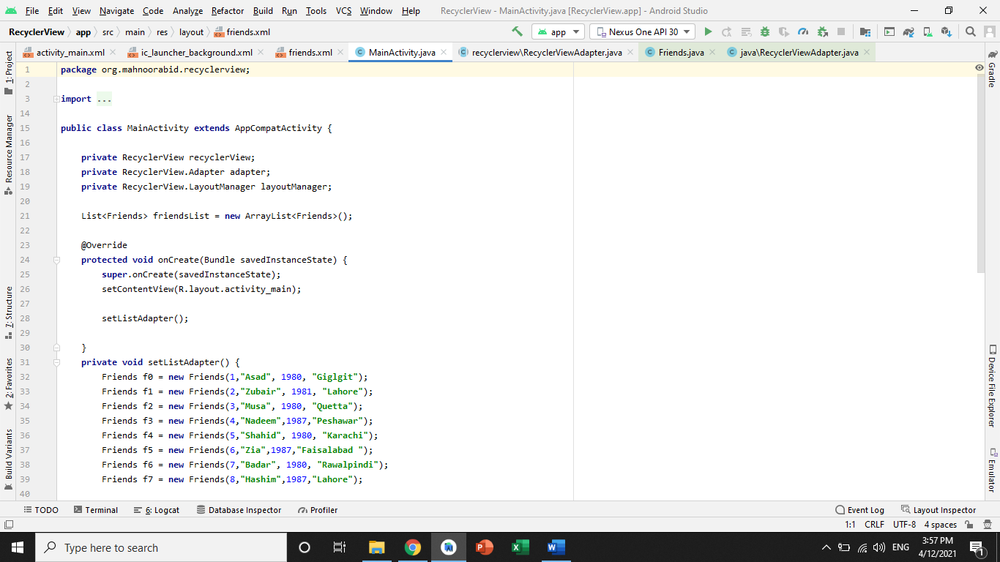 File Edit View Navigate Code Analyze Refactor Build Run Tools VCS Window Help RecyclerView - MainActivity.java [RecyclerView.app] - Android Studio
RecyclerView app src main res layout friends.xml app Nexus One API 30
activity_main.xml ic_launcher_background.xml friends.xml MainActivity.java recyclerview\RecyclerViewAdapter.java Friends.java java\RecyclerViewAdapter.java
1: Project
Resource Manager
7: Structure
2: Favorites
Build Variants
1 package org.mahnoorabid.recyclerview;
2
3 import ...
14
15 public class MainActivity extends AppCompatActivity {
16
17 private RecyclerView recyclerView;
18 private RecyclerView.Adapter adapter;
19 private RecyclerView.LayoutManager layoutManager;
20
21 List<Friends> friendsList = new ArrayList<Friends>();
22
23 @Override
24 protected void onCreate(Bundle savedInstanceState) {
25 super.onCreate(savedInstanceState);
26 setContentView(R.layout.activity_main);
27
28 setListAdapter();
29
30 }
31 private void setListAdapter() {
32 Friends f0 = new Friends(1,"Asad", 1980, "Giglgit");
33 Friends f1 = new Friends(2,"Zubair", 1981, "Lahore");
34 Friends f2 = new Friends(3,"Musa", 1980, "Quetta");
35 Friends f3 = new Friends(4,"Nadeem",1987,"Peshawar");
36 Friends f4 = new Friends(5,"Shahid", 1980, "Karachi");
37 Friends f5 = new Friends(6,"Zia",1987,"Faisalabad ");
38 Friends f6 = new Friends(7,"Badar", 1980, "Rawalpindi");
39 Friends f7 = new Friends(8,"Hashim",1987,"Lahore");
40
Gradle
Device File Explorer
Emulator
TODO Terminal 6: Logcat Database Inspector Profiler Event Log Layout Inspector
1:1 CRLF UTF-8 4 spaces
Type here to search ENG 3:57 PM
4/12/2021 1